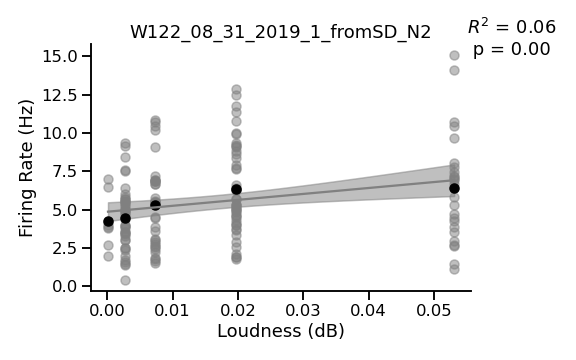 W122_08_31_2019_1_fromSD_N2
R² = 0.06
p = 0.00
Firing Rate (Hz)
15.0
12.5
10.0
7.5
5.0
2.5
0.0
0.00 0.01 0.02 0.03 0.04 0.05
Loudness (dB)